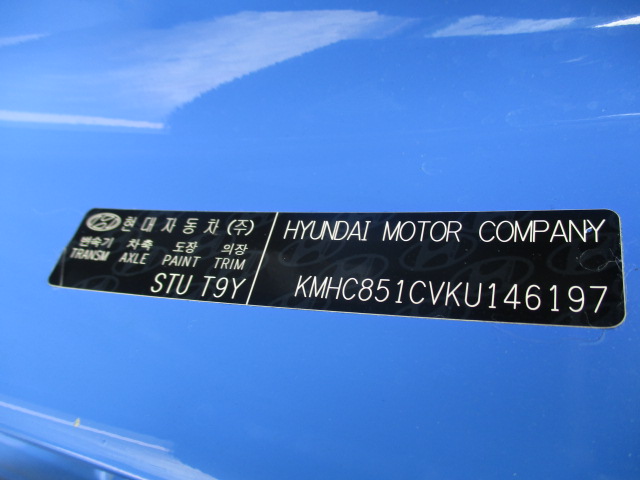 현대자동차(주)
변속기 차축 도장 의장
TRANSM AXLE PAINT TRIM
STU T9Y
HYUNDAI MOTOR COMPANY
KMHC851CVKU146197